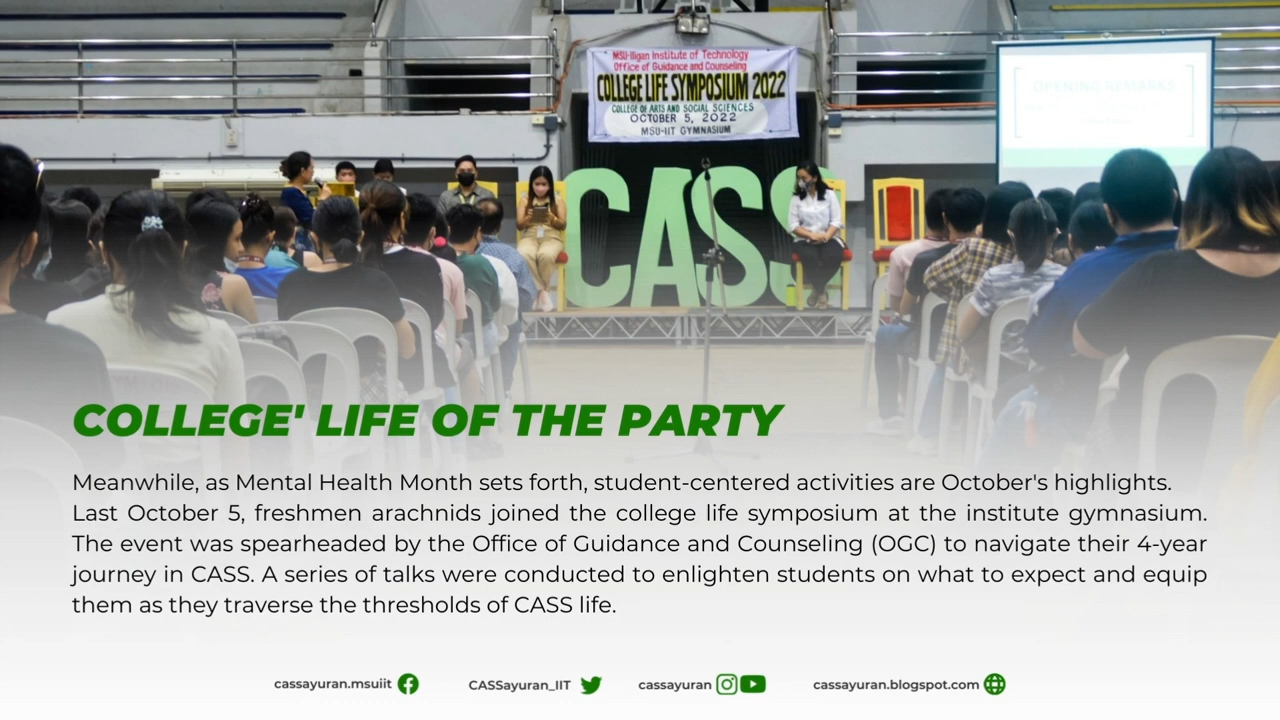 MSU-Iligan Institute of Technology
Office of Guidance and Counseling
COLLEGE LIFE SYMPOSIUM 2022
COLLEGE OF ARTS AND SOCIAL SCIENCES
OCTOBER 5, 2022
MSU-IIT GYMNASIUM
OPENING REMARKS
CASS
COLLEGE' LIFE OF THE PARTY
Meanwhile, as Mental Health Month sets forth, student-centered activities are October's highlights.
Last October 5, freshmen arachnids joined the college life symposium at the institute gymnasium.
The event was spearheaded by the Office of Guidance and Counseling (OGC) to navigate their 4-year
journey in CASS. A series of talks were conducted to enlighten students on what to expect and equip
them as they traverse the thresholds of CASS life.
cassayuran.msuiit
CASSayuran_IIT
cassayuran
cassayuran.blogspot.com